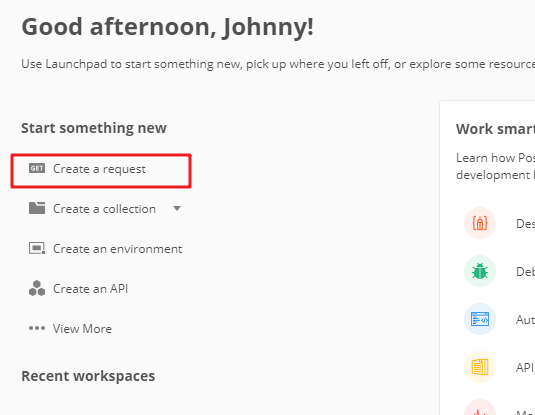 Good afternoon, Johnny!
Use Launchpad to start something new, pick up where you left off, or explore some resource
Start something new
GET Create a request
Create a collection
Create an environment
Create an API
View More
Recent workspaces
Work smart
Learn how Pos
development
Des
Deb
Aut
API